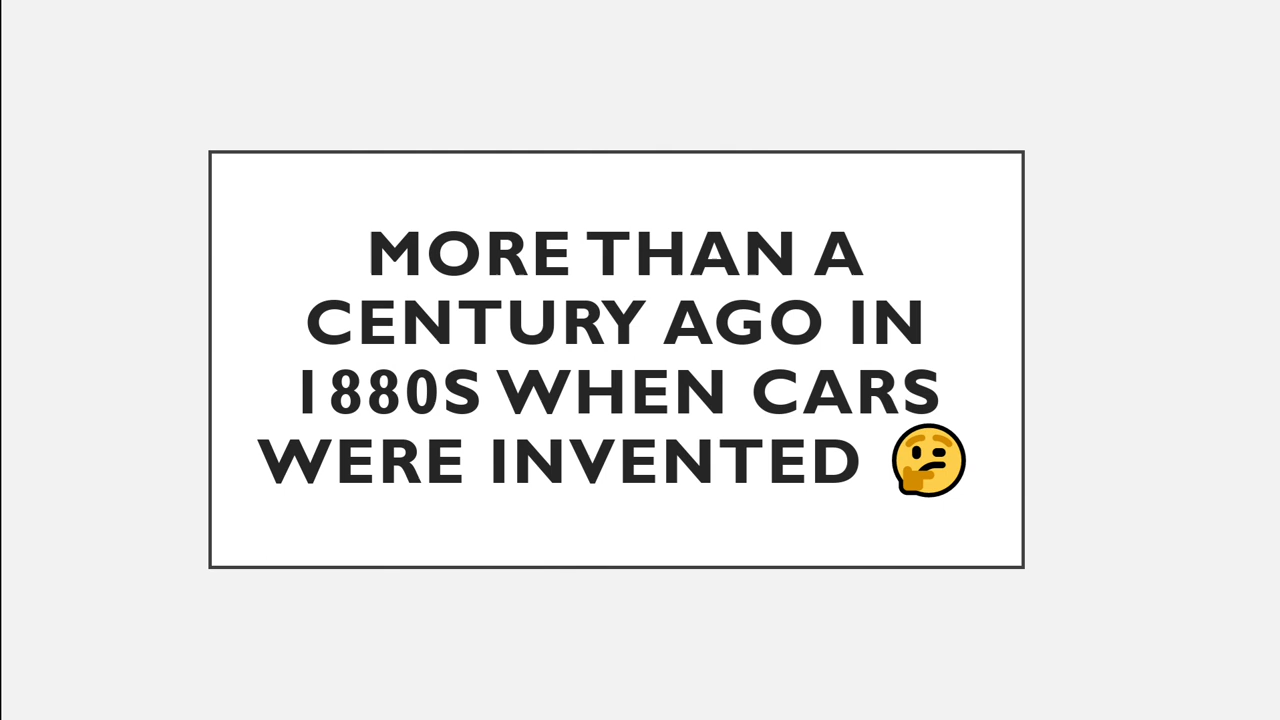 MORE THAN A
CENTURY AGO IN
1880S WHEN CARS
WERE INVENTED 🤔